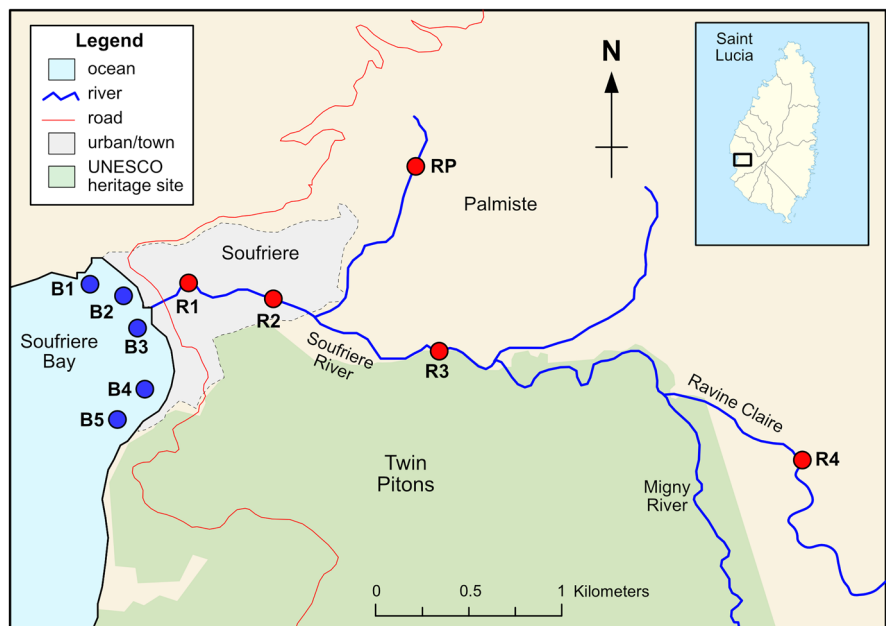 Legend
ocean
river
road
urban/town
UNESCO
heritage site
N
Saint
Lucia
RP
Palmiste
Soufriere
B1
B2
R1
R2
B3
Soufriere
Bay
Soufriere
River
R3
B4
B5
Ravine Claire
R4
Twin
Pitons
Migny
River
0 0.5 1 Kilometers